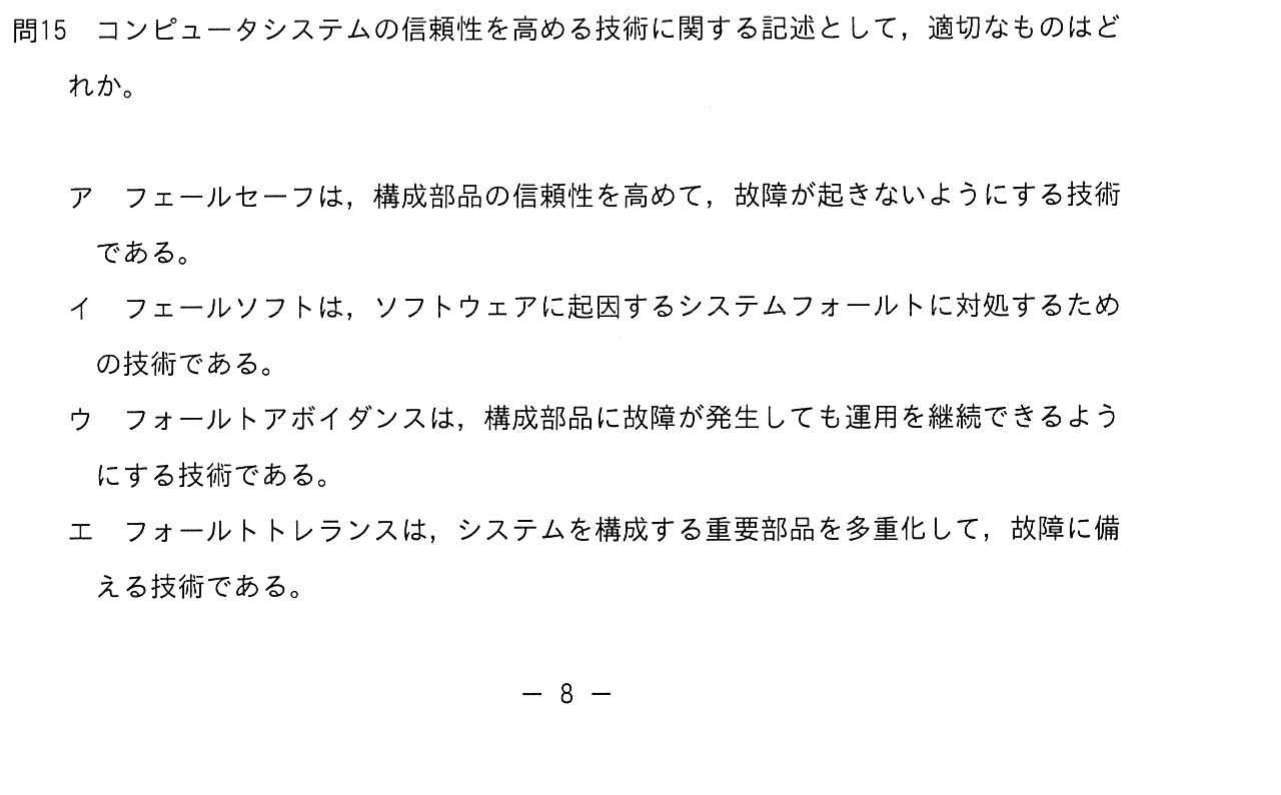 問15　コンピュータシステムの信頼性を高める技術に関する記述として，適切なものはど
れか。
ア　フェールセーフは，構成部品の信頼性を高めて，故障が起きないようにする技術
である。
イ　フェールソフトは，ソフトウェアに起因するシステムフォールトに対処するため
の技術である。
ウ　フォールトアボイダンスは，構成部品に故障が発生しても運用を継続できるよう
にする技術である。
エ　フォールトトレランスは，システムを構成する重要部品を多重化して，故障に備
える技術である。
－ 8 －